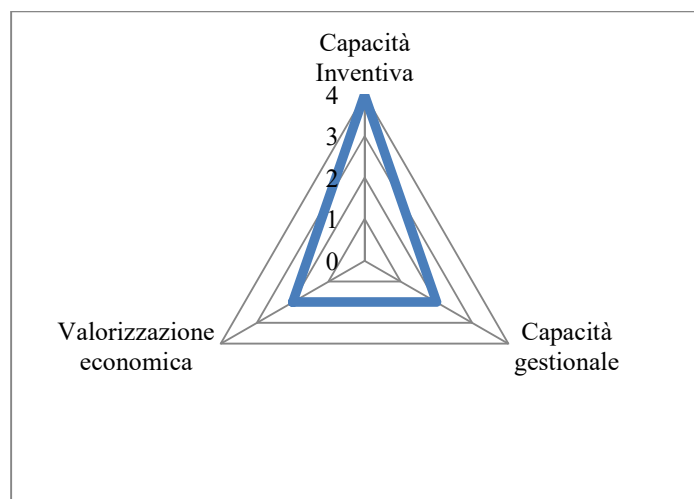 Capacità
Inventiva
4
3
2
1
0
Valorizzazione
economica
Capacità
gestionale